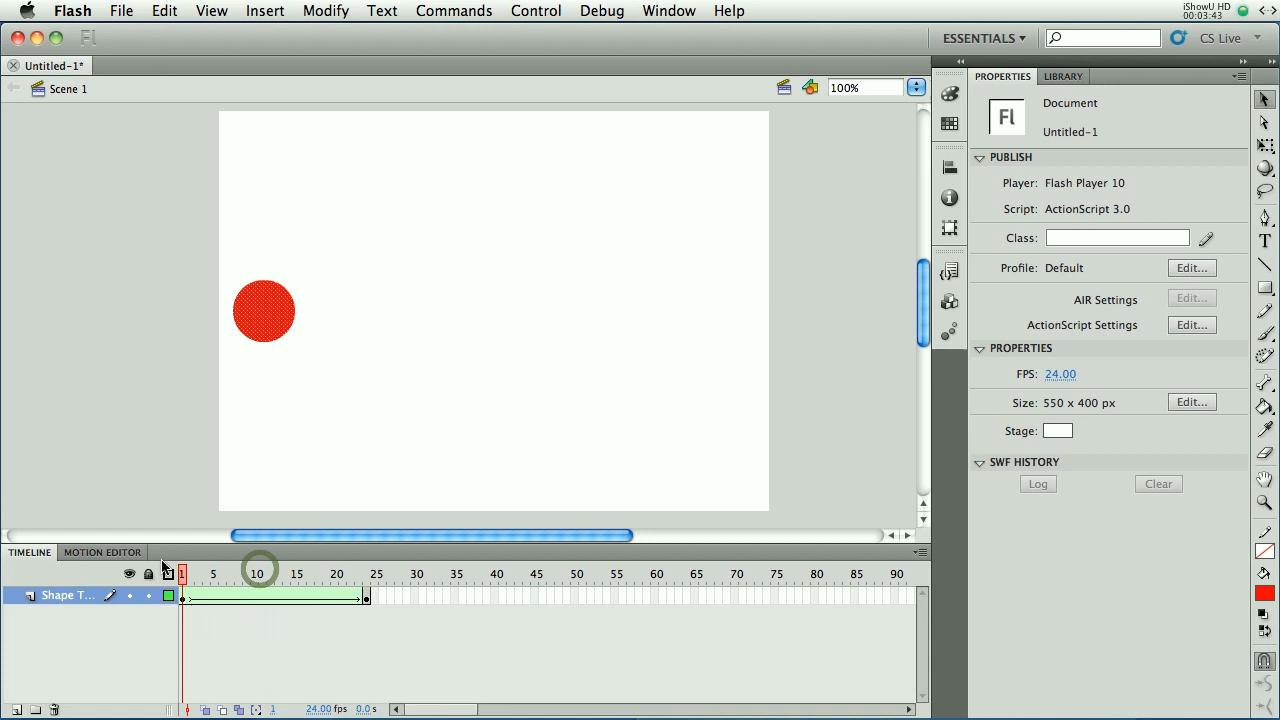 Flash File Edit View Insert Modify Text Commands Control Debug Window Help
iShowU HD
00:03:43
Fl
ESSENTIALS
CS Live
Untitled-1*
Scene 1
100%
PROPERTIES LIBRARY
Fl
Document
Untitled-1
PUBLISH
Player: Flash Player 10
Script: ActionScript 3.0
Class:
Profile: Default Edit...
AIR Settings Edit...
ActionScript Settings Edit...
PROPERTIES
FPS: 24.00
Size: 550 x 400 px Edit...
Stage:
SWF HISTORY
Log Clear
TIMELINE MOTION EDITOR
1 5 10 15 20 25 30 35 40 45 50 55 60 65 70 75 80 85 90
Shape T...
1 24.00 fps 0.0 s